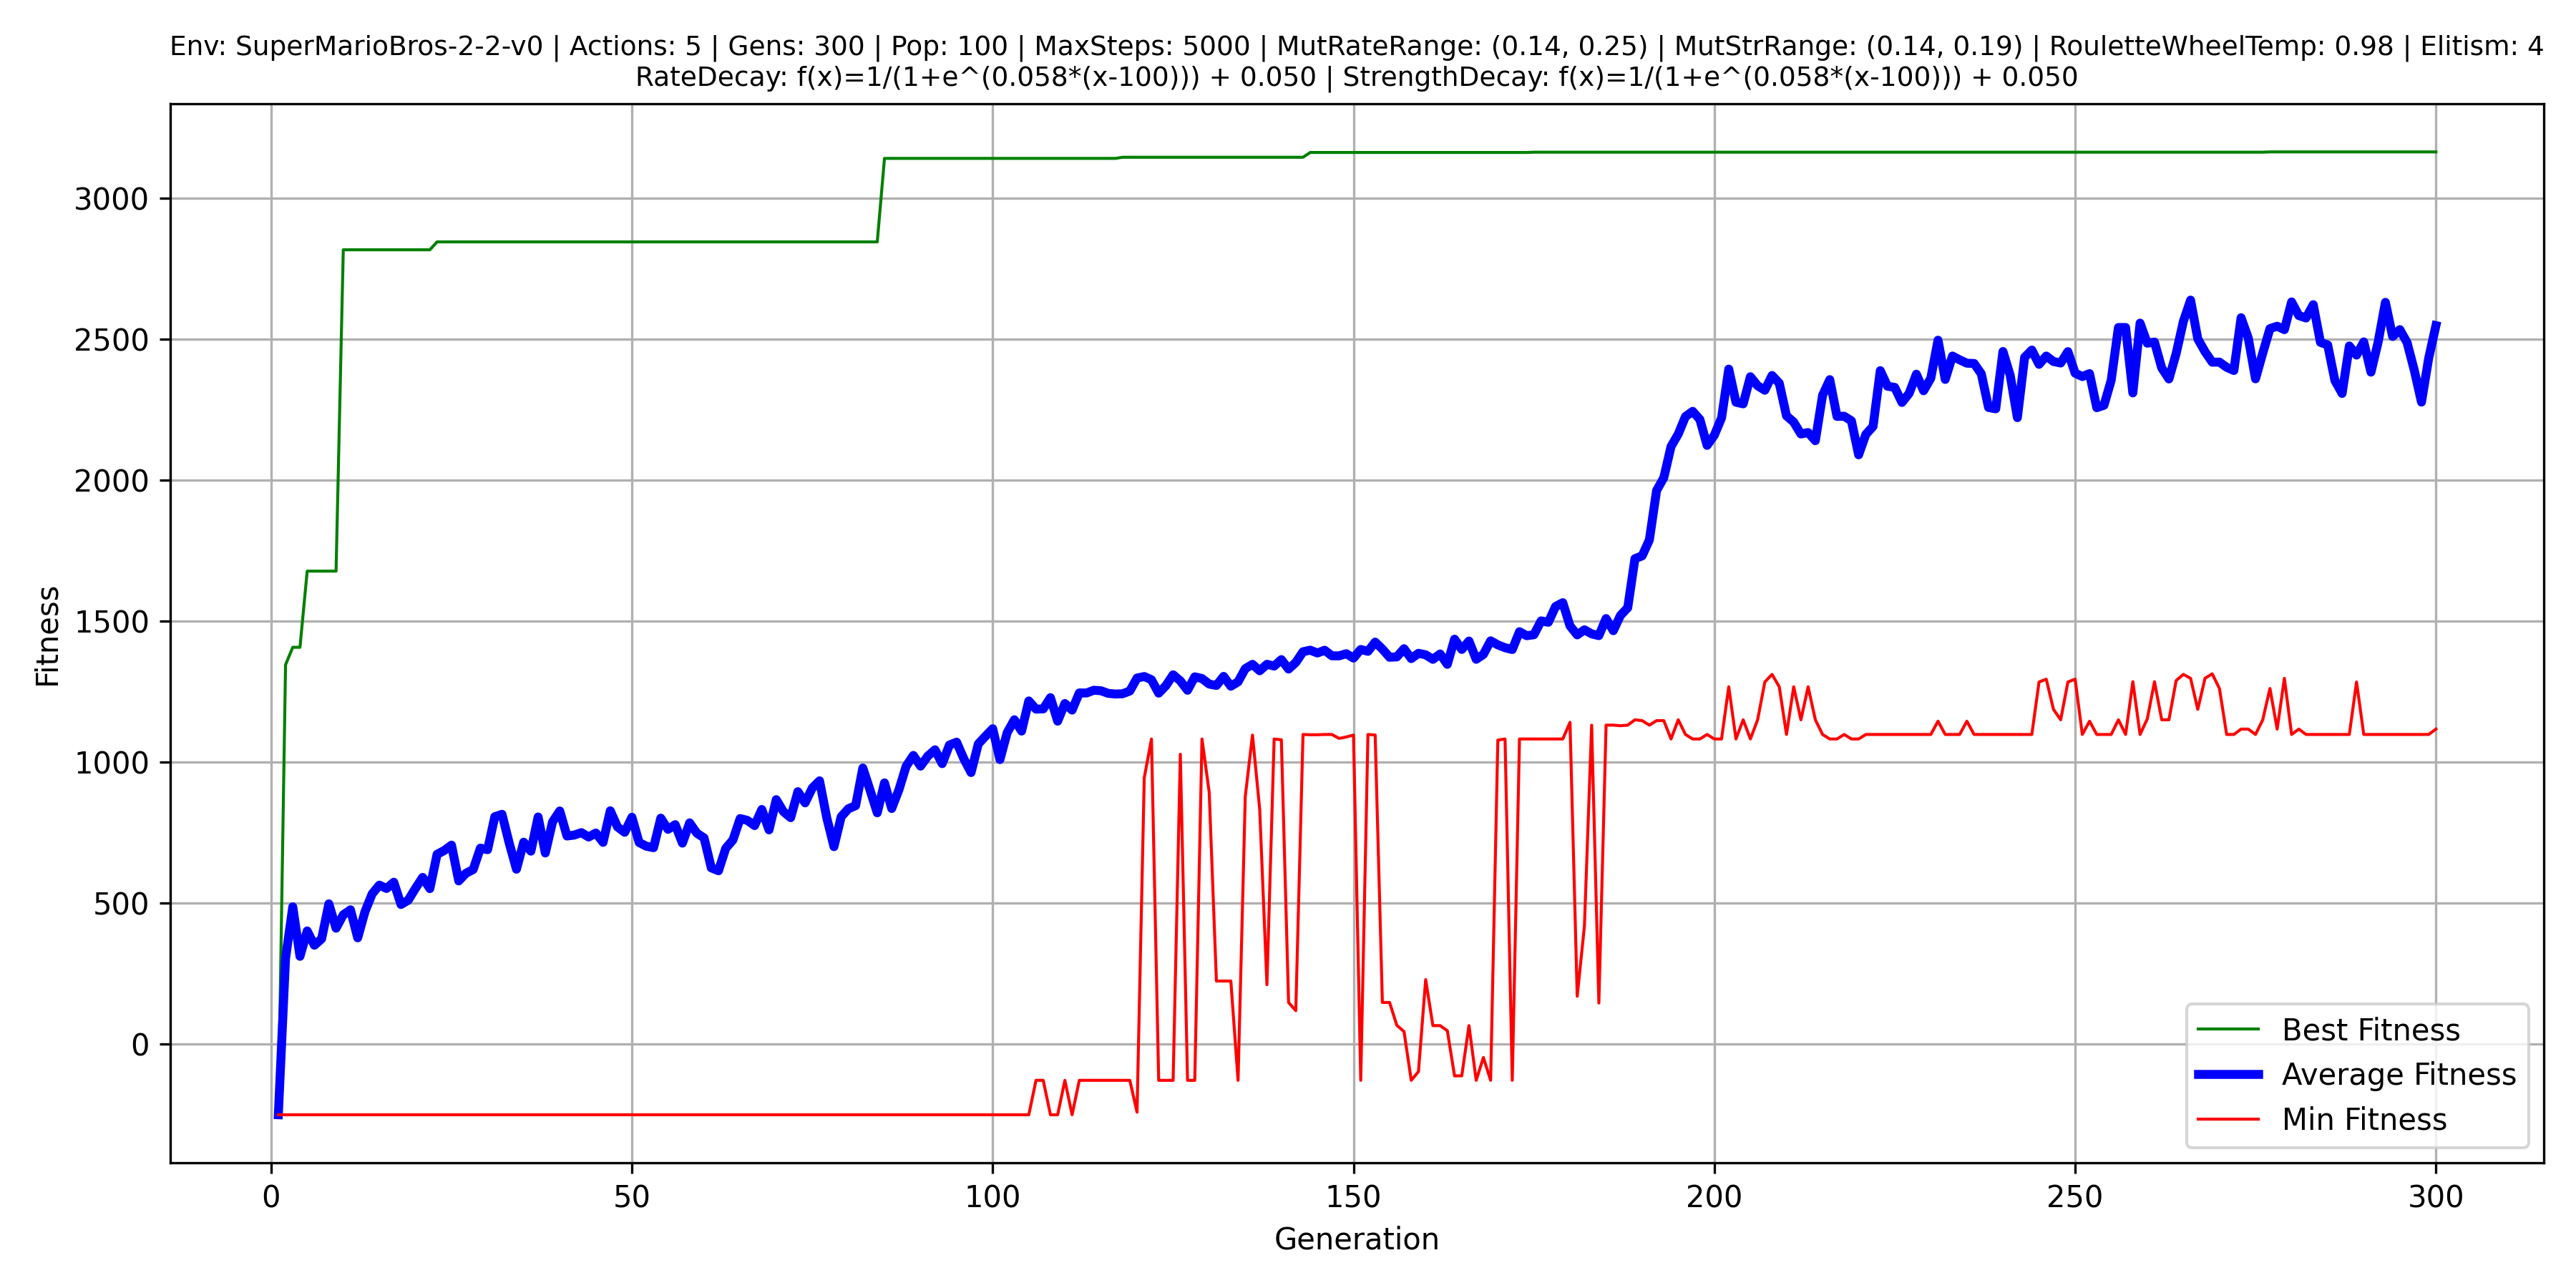 Env: SuperMarioBros-2-2-v0 | Actions: 5 | Gens: 300 | Pop: 100 | MaxSteps: 5000 | MutRateRange: (0.14, 0.25) | MutStrRange: (0.14, 0.19) | RouletteWheelTemp: 0.98 | Elitism: 4
RateDecay: f(x)=1/(1+e^(0.058*(x-100))) + 0.050 | StrengthDecay: f(x)=1/(1+e^(0.058*(x-100))) + 0.050
3000
2500
2000
1500
1000
500
0
Fitness
Best Fitness
Average Fitness
Min Fitness
0 50 100 150 200 250 300
Generation